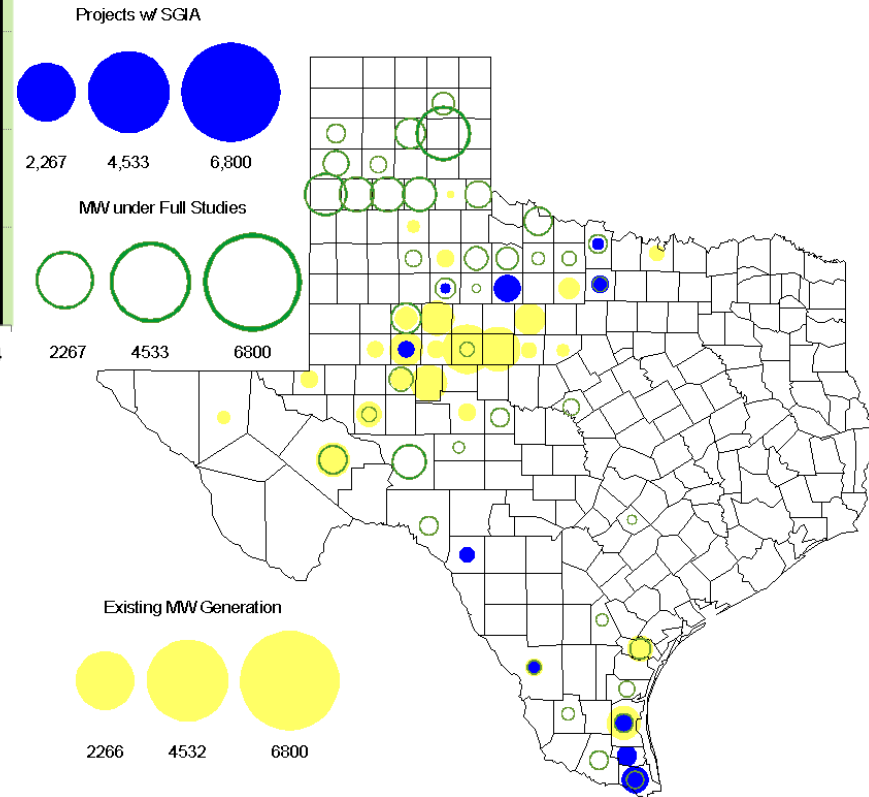 Projects w/ SGIA
2,267 4,533 6,800
MW under Full Studies
2267 4533 6800
Existing MW Generation
2266 4532 6800